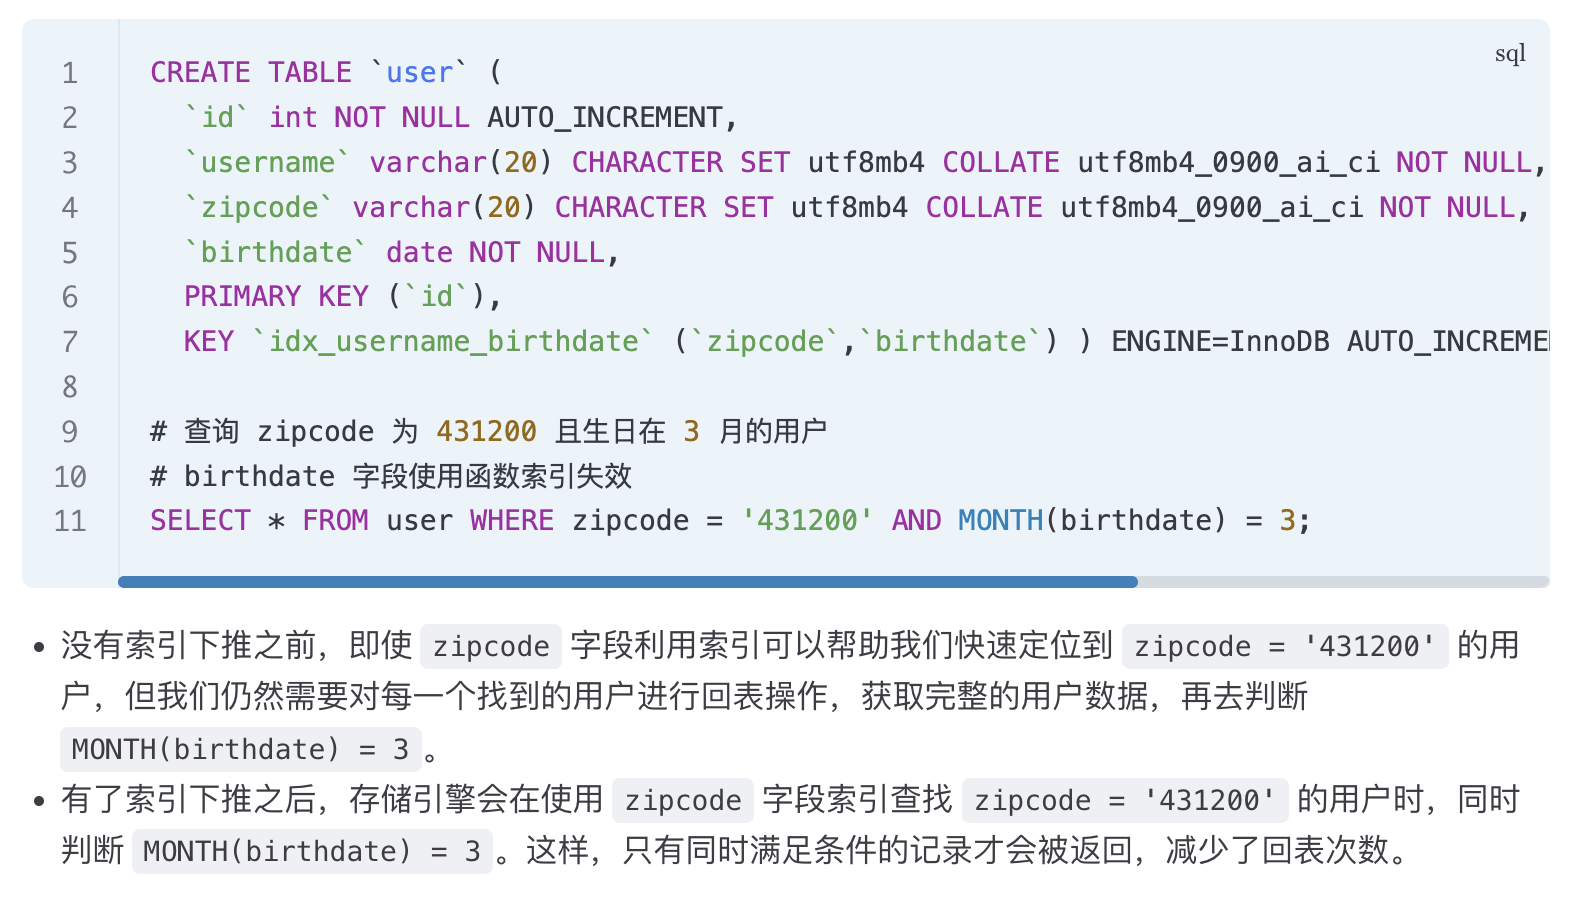 sql
1 CREATE TABLE `user` (
2   `id` int NOT NULL AUTO_INCREMENT,
3   `username` varchar(20) CHARACTER SET utf8mb4 COLLATE utf8mb4_0900_ai_ci NOT NULL,
4   `zipcode` varchar(20) CHARACTER SET utf8mb4 COLLATE utf8mb4_0900_ai_ci NOT NULL,
5   `birthdate` date NOT NULL,
6   PRIMARY KEY (`id`),
7   KEY `idx_username_birthdate` (`zipcode`,`birthdate`) ) ENGINE=InnoDB AUTO_INCREME
8
9 # 查询 zipcode 为 431200 且生日在 3 月的用户
10 # birthdate 字段使用函数索引失效
11 SELECT * FROM user WHERE zipcode = '431200' AND MONTH(birthdate) = 3;
• 没有索引下推之前，即使 zipcode 字段利用索引可以帮助我们快速定位到 zipcode = '431200' 的用
户，但我们仍然需要对每一个找到的用户进行回表操作，获取完整的用户数据，再去判断
MONTH(birthdate) = 3 。
• 有了索引下推之后，存储引擎会在使用 zipcode 字段索引查找 zipcode = '431200' 的用户时，同时
判断 MONTH(birthdate) = 3 。这样，只有同时满足条件的记录才会被返回，减少了回表次数。